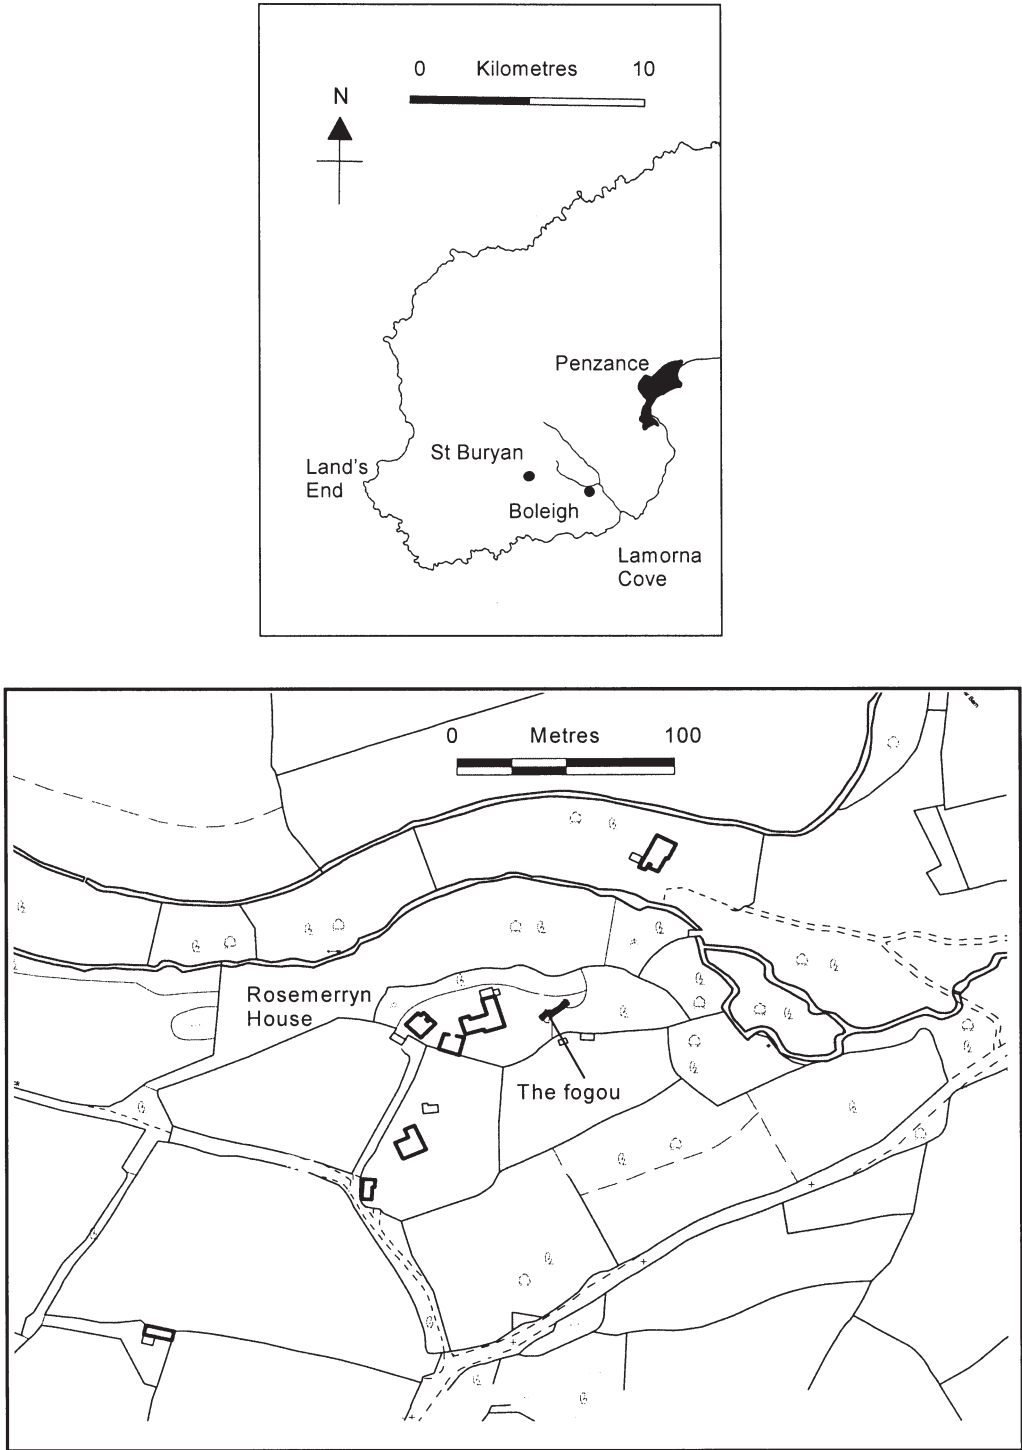 0 Kilometres 10
N
Penzance
St Buryan
Land's
End
Boleigh
Lamorna
Cove
0 Metres 100
Rosemerryn
House
The fogou